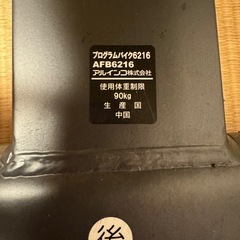 プログラムバイク6216
AFB6216
アルインコ株式会社
使用体重制限
90kg
生産国
中国
後